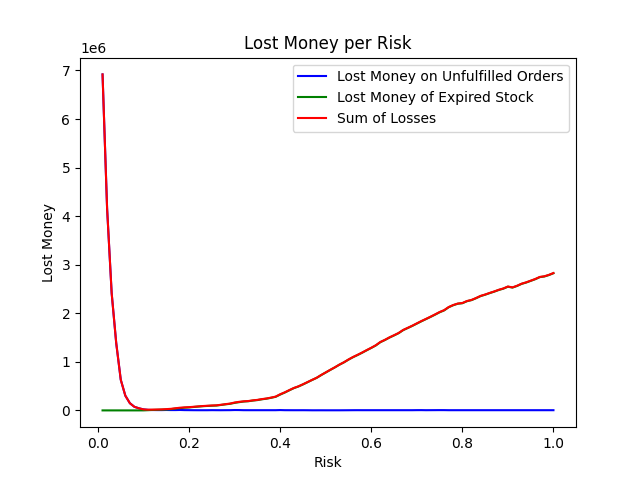 Lost Money per Risk
1e6
7
6
5
4
3
2
1
0
Lost Money
Lost Money on Unfulfilled Orders
Lost Money of Expired Stock
Sum of Losses
0.0 0.2 0.4 0.6 0.8 1.0
Risk